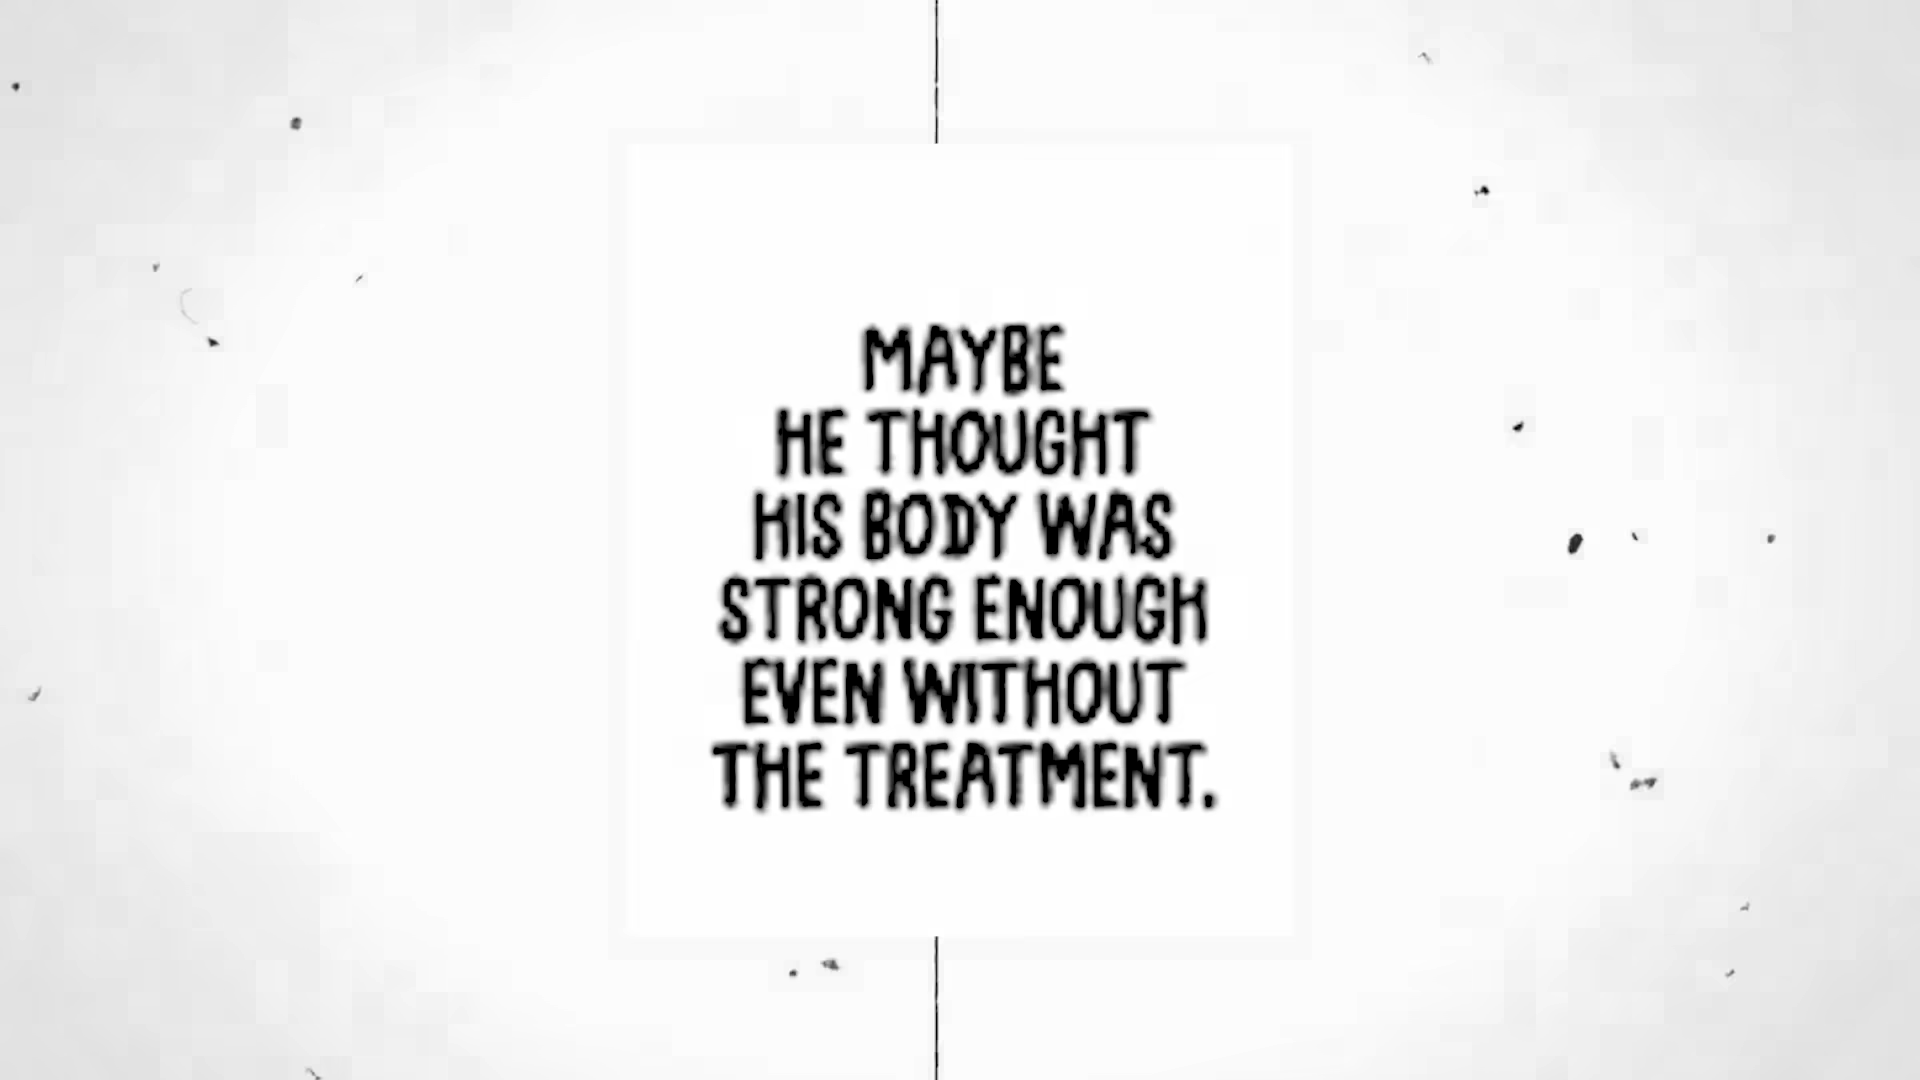 MAYBE
HE THOUGHT
HIS BODY WAS
STRONG ENOUGH
EVEN WITHOUT
THE TREATMENT.